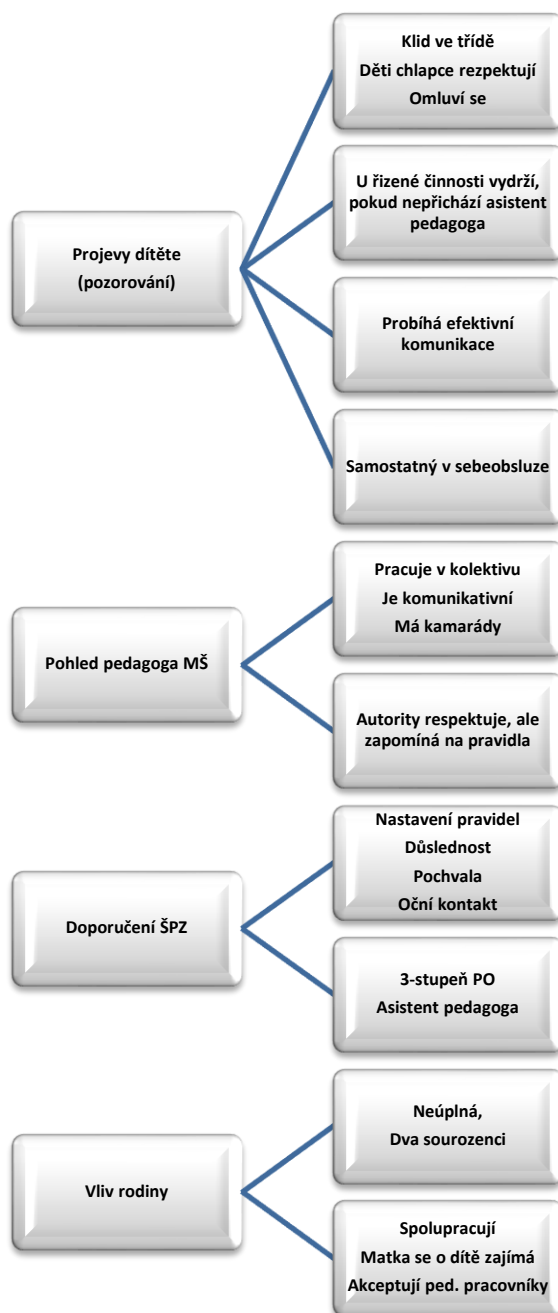 Projevy dítěte
(pozorování)
Klid ve třídě
Děti chlapce rezpektují
Omluví se
U řizené činnosti vydrží,
pokud nepřichází asistent
pedagoga
Probíhá efektivní
komunikace
Samostatný v sebeobsluze
Pohled pedagoga MŠ
Pracuje v kolektivu
Je komunikativní
Má kamarády
Autority respektuje, ale
zapomíná na pravidla
Doporučení ŠPZ
Nastavení pravidel
Důslednost
Pochvala
Oční kontakt
3-stupeň PO
Asistent pedagoga
Vliv rodiny
Neúplná,
Dva sourozenci
Spolupracují
Matka se o dítě zajímá
Akceptují ped. pracovníky